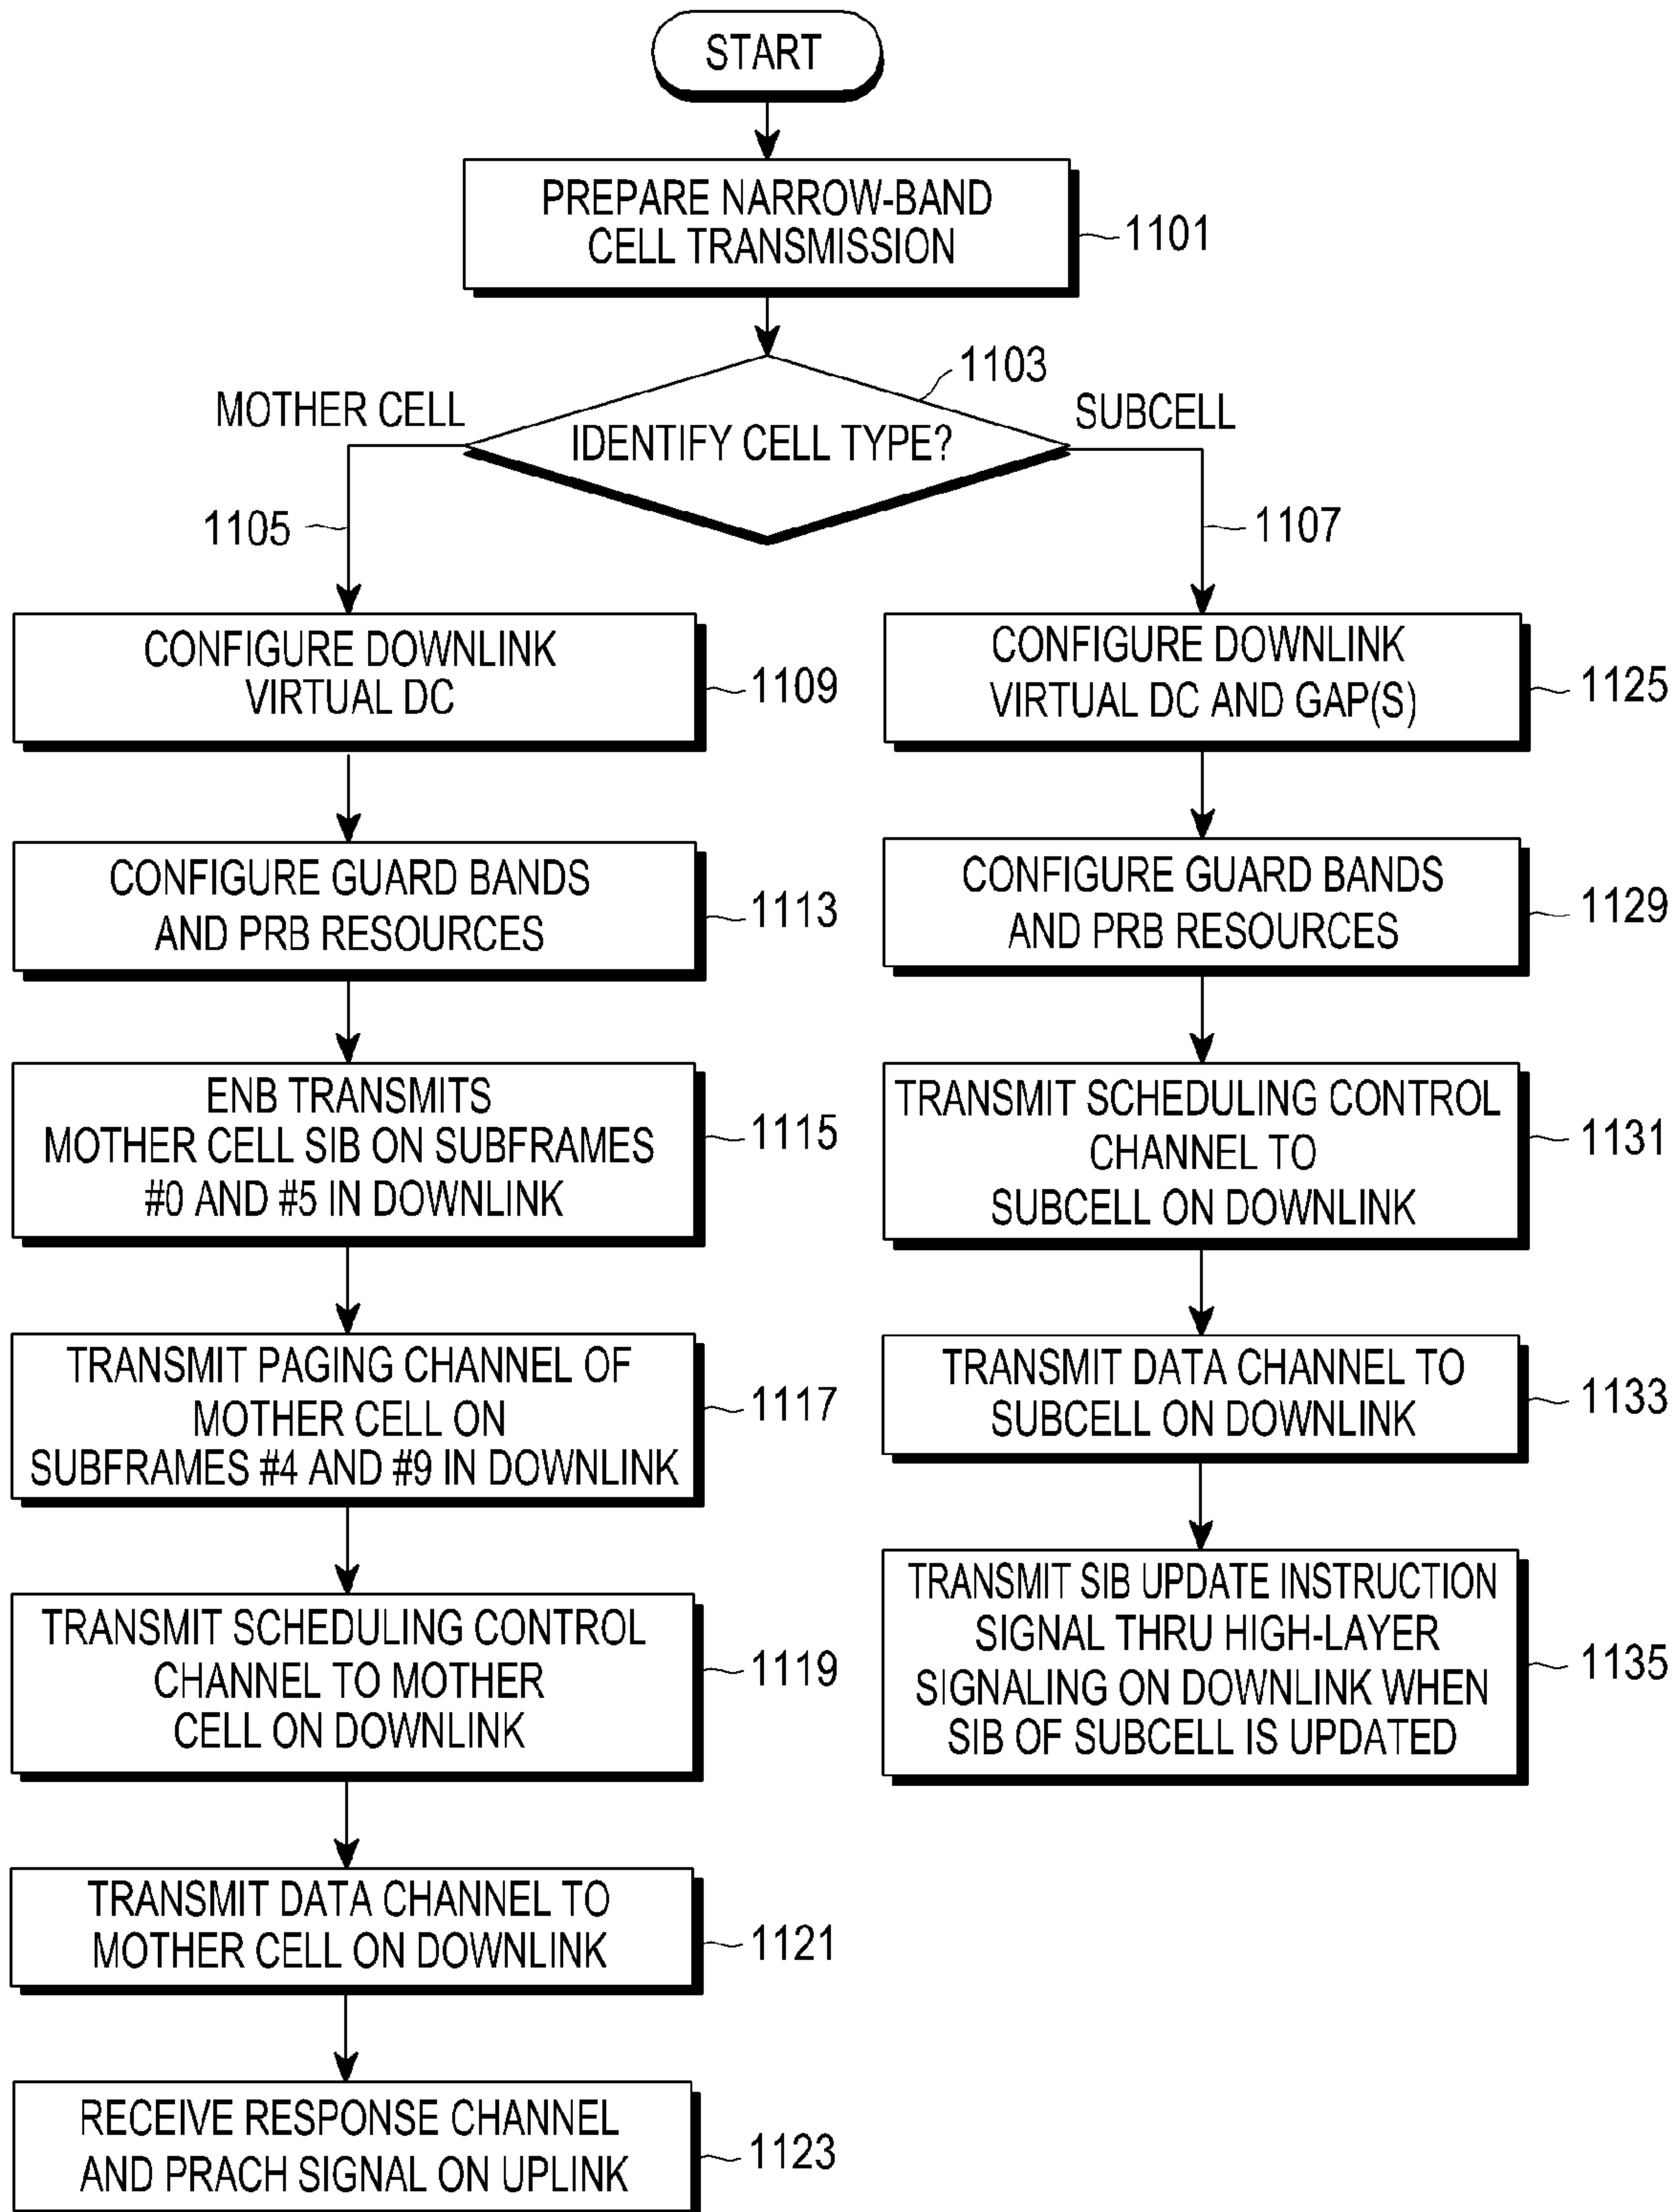 START
PREPARE NARROW-BAND
CELL TRANSMISSION
1101
1103
MOTHER CELL
SUBCELL
IDENTIFY CELL TYPE?
1105
1107
CONFIGURE DOWNLINK
VIRTUAL DC
1109
CONFIGURE GUARD BANDS
AND PRB RESOURCES
1113
ENB TRANSMITS
MOTHER CELL SIB ON SUBFRAMES
#0 AND #5 IN DOWNLINK
1115
TRANSMIT PAGING CHANNEL OF
MOTHER CELL ON
SUBFRAMES #4 AND #9 IN DOWNLINK
1117
TRANSMIT SCHEDULING CONTROL
CHANNEL TO MOTHER
CELL ON DOWNLINK
1119
TRANSMIT DATA CHANNEL TO
MOTHER CELL ON DOWNLINK
1121
RECEIVE RESPONSE CHANNEL
AND PRACH SIGNAL ON UPLINK
1123
CONFIGURE DOWNLINK
VIRTUAL DC AND GAP(S)
1125
CONFIGURE GUARD BANDS
AND PRB RESOURCES
1129
TRANSMIT SCHEDULING CONTROL
CHANNEL TO
SUBCELL ON DOWNLINK
1131
TRANSMIT DATA CHANNEL TO
SUBCELL ON DOWNLINK
1133
TRANSMIT SIB UPDATE INSTRUCTION
SIGNAL THRU HIGH-LAYER
SIGNALING ON DOWNLINK WHEN
SIB OF SUBCELL IS UPDATED
1135